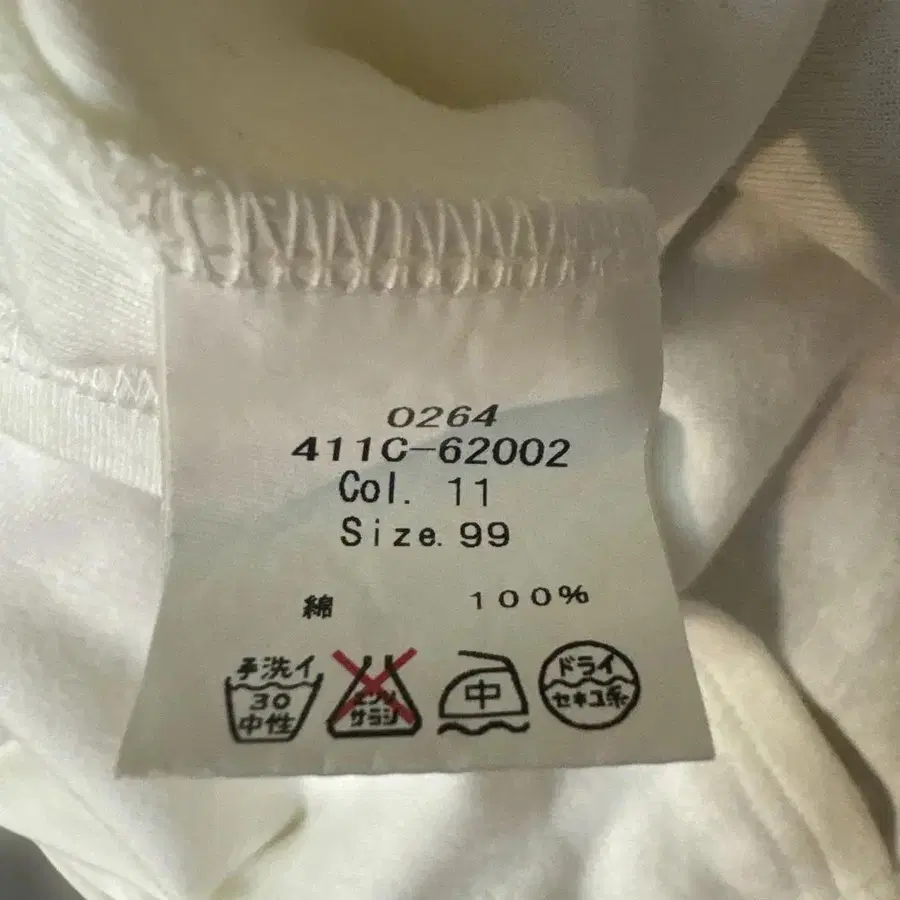 0264
411C-62002
Col. 11
Size. 99
綿 100%
手洗イ
30
中性
エンソ
サラシ
中
ドライ
セキユ系